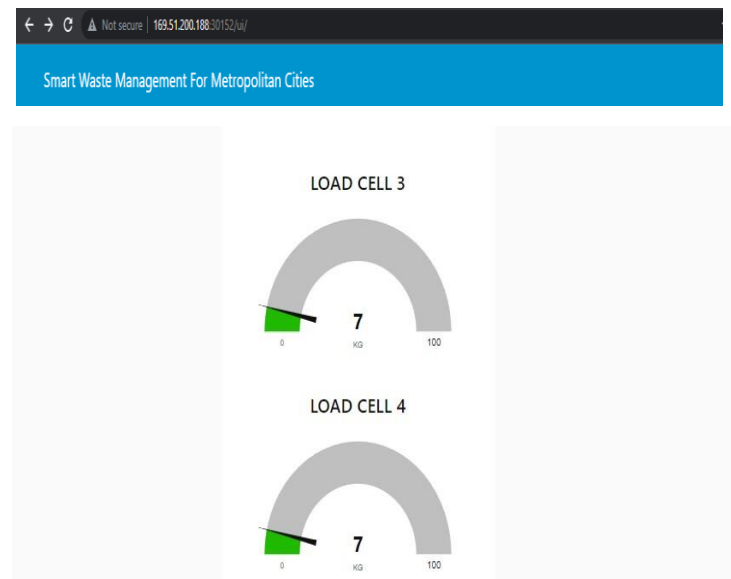 Not secure | 169.51.200.188:30152/ui/
Smart Waste Management For Metropolitan Cities
LOAD CELL 3
7
0 KG 100
LOAD CELL 4
7
0 KG 100